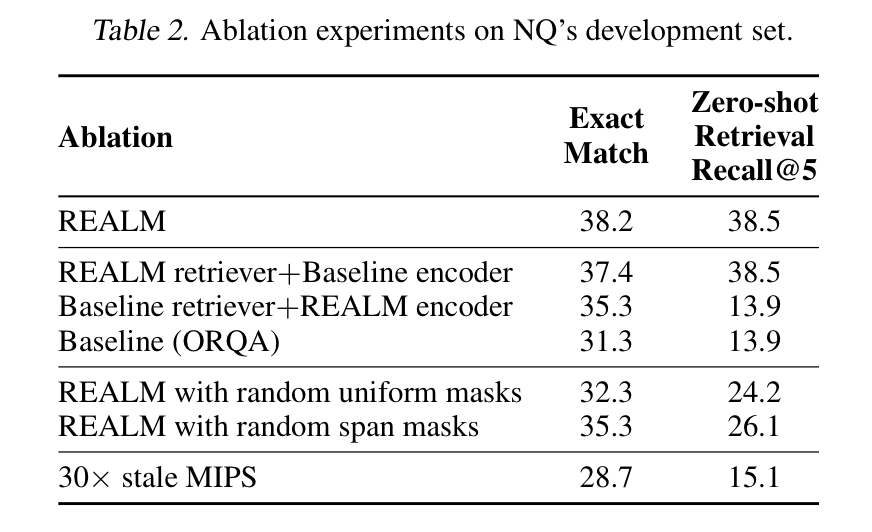 Table 2. Ablation experiments on NQ's development set.
Ablation Exact Match Zero-shot Retrieval Recall@5
REALM 38.2 38.5
REALM retriever+Baseline encoder 37.4 38.5
Baseline retriever+REALM encoder 35.3 13.9
Baseline (ORQA) 31.3 13.9
REALM with random uniform masks 32.3 24.2
REALM with random span masks 35.3 26.1
30× stale MIPS 28.7 15.1